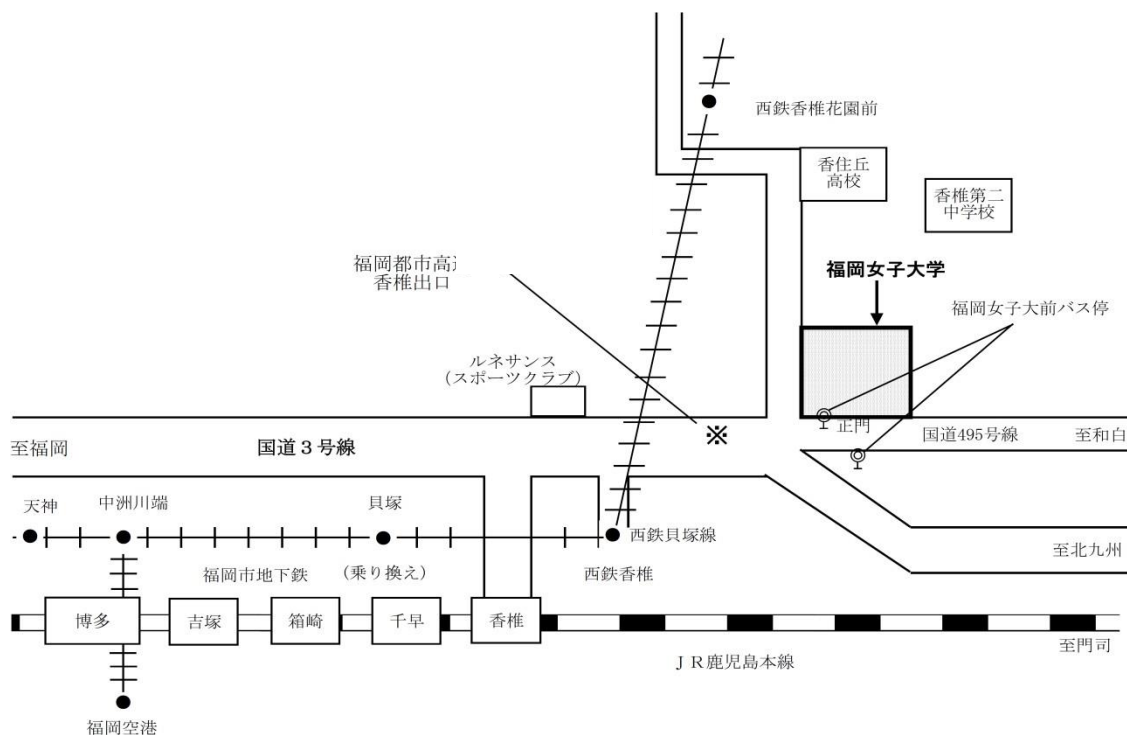 西鉄香椎花園前
香住丘
高校
香椎第二
中学校
福岡都市高速
香椎出口
福岡女子大学
福岡女子大前バス停
ルネサンス
（スポーツクラブ）
至福岡
国道３号線
※
正門
国道495号線
至和白
天神
中洲川端
貝塚
西鉄貝塚線
至北九州
福岡市地下鉄
（乗り換え）
西鉄香椎
博多
吉塚
箱崎
千早
香椎
至門司
ＪＲ鹿児島本線
福岡空港